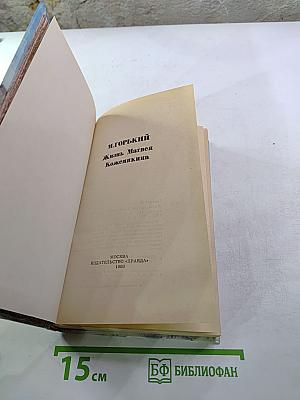 М.ГОРЬКИЙ
Жизнь Матвея
Кожемякина
МОСКВА
ИЗДАТЕЛЬСТВО «ПРАВДА»
15 см
БФ БИБЛИОФАН